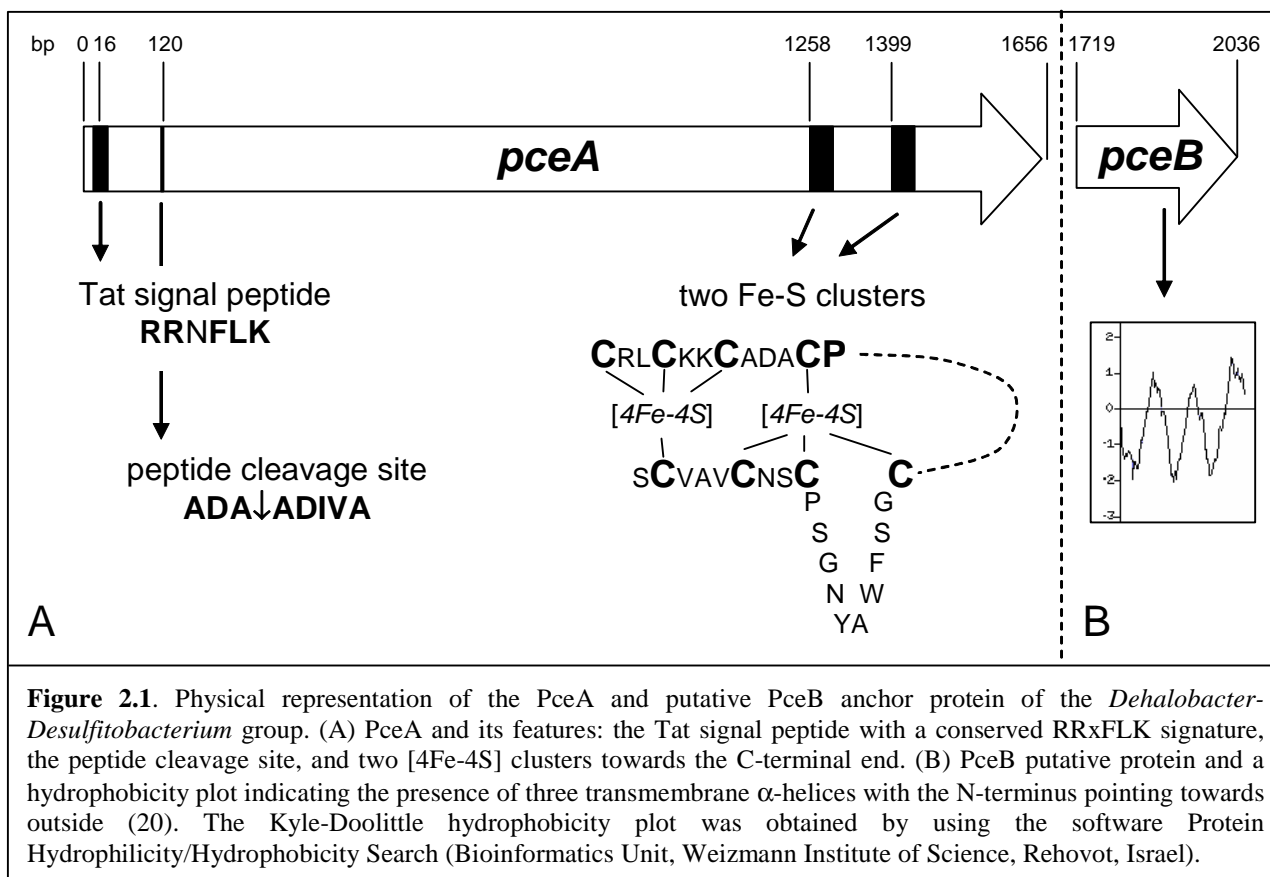 bp 0 16 120 1258 1399 1656 1719 2036
pceA pceB
Tat signal peptide
RRNFLK
two Fe-S clusters
CRLCKKCADACP
[4Fe-4S] [4Fe-4S]
peptide cleavage site
ADA↓ADIVA
SCVAVCNSC C
P G
S S
G F
N W
YA
2
1
0
-1
-2
-3
A B
Figure 2.1. Physical representation of the PceA and putative PceB anchor protein of the Dehalobacter-
Desulfitobacterium group. (A) PceA and its features: the Tat signal peptide with a conserved RRxFLK signature,
the peptide cleavage site, and two [4Fe-4S] clusters towards the C-terminal end. (B) PceB putative protein and a
hydrophobicity plot indicating the presence of three transmembrane α-helices with the N-terminus pointing towards
outside (20). The Kyle-Doolittle hydrophobicity plot was obtained by using the software Protein
Hydrophilicity/Hydrophobicity Search (Bioinformatics Unit, Weizmann Institute of Science, Rehovot, Israel).